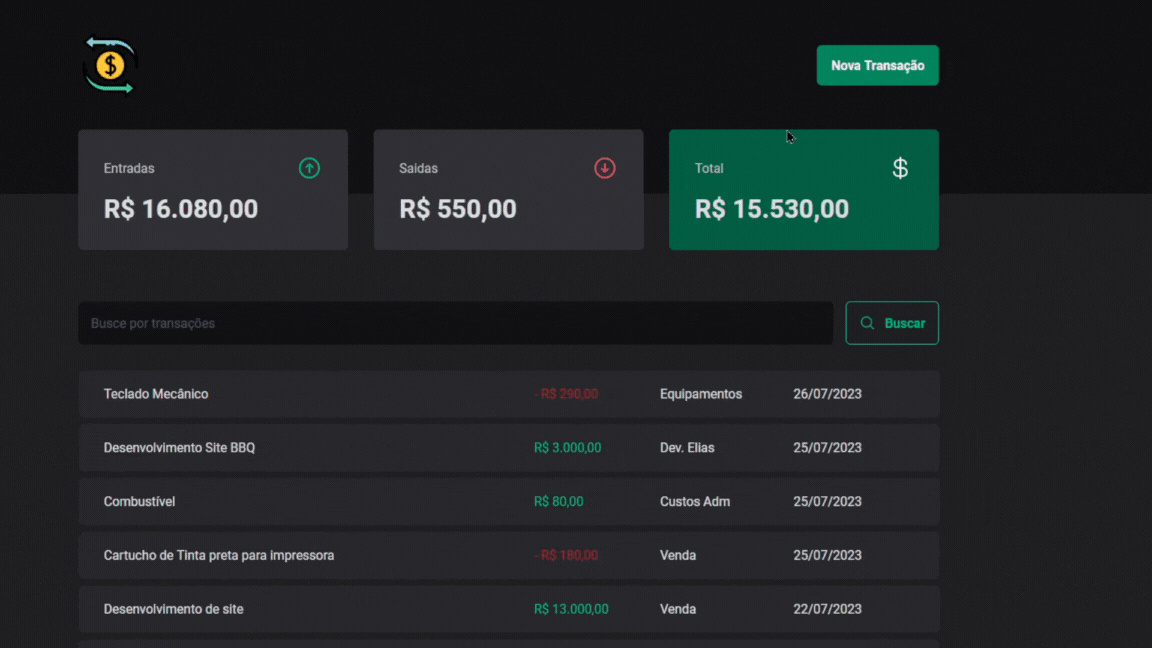 $
Nova Transação
Entradas
R$ 16.080,00
Saidas
R$ 550,00
Total
$
R$ 15.530,00
Busce por transações
Buscar
Teclado Mecânico - R$ 290,00 Equipamentos 26/07/2023
Desenvolvimento Site BBQ R$ 3.000,00 Dev. Elias 25/07/2023
Combustível R$ 80,00 Custos Adm 25/07/2023
Cartucho de Tinta preta para impressora - R$ 180,00 Venda 25/07/2023
Desenvolvimento de site R$ 13.000,00 Venda 22/07/2023